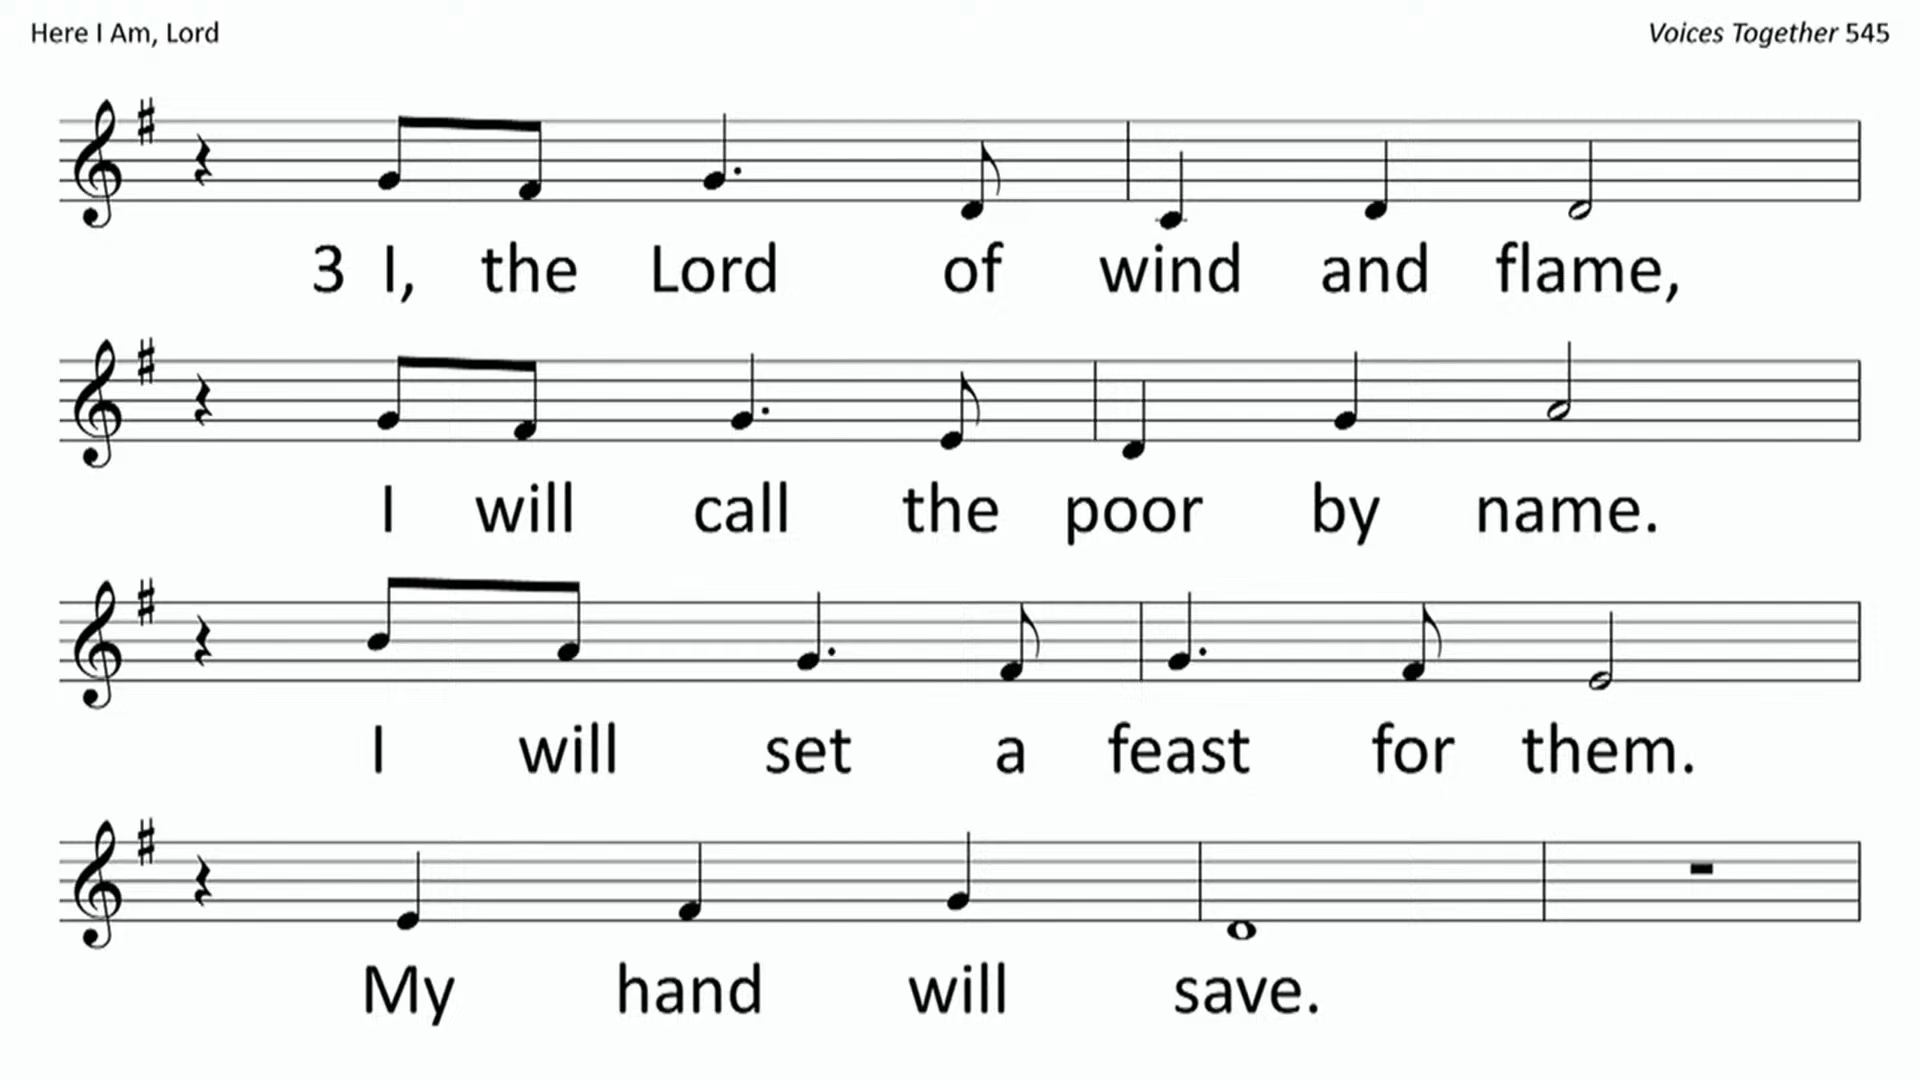 Here I Am, Lord
Voices Together 545
3 I, the Lord of wind and flame,
I will call the poor by name.
I will set a feast for them.
My hand will save.